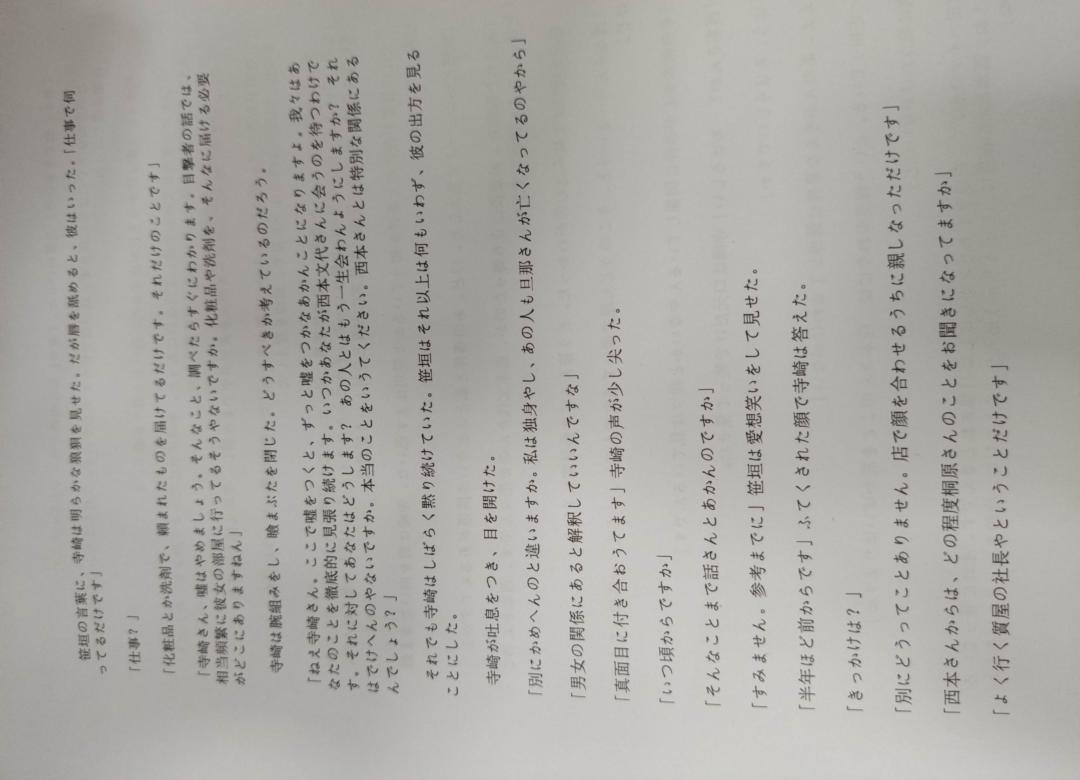 笹垣の言葉に、寺崎は明らかな狼狽を見せた。だが唇を舐めると、彼はいった。「仕事で伺
ってるだけです」
「仕事？」
「化粧品とか洗剤で、頼まれたものを届けてるだけです。それだけのことです」
「寺崎さん、嘘はやめましょう。そんなこと、調べたらすぐにわかります。目撃者の話では、
相当頻繁に彼女の部屋に行ってるそうやないですか。化粧品や洗剤を、そんなに届ける必要
がどこにありますねん」
寺崎は腕組みをし、瞼まぶたを閉じた。どうすべきか考えているのだろう。
「ねえ寺崎さん。ここで嘘をつくと、ずっと嘘をつかなあかんことになりますよ。我々はあ
なたのことを徹底的に見張り続けます。いつかあなたが西本文代さんに会うのを待つわけで
す。それに対してあなたはどうします？ あの人とはもう一生会わんようにしますか？ それ
はでけへんのやないですか。本当のことをいうてください。西本さんとは特別な関係にある
んでしょう？」
それでも寺崎はしばらく黙り続けていた。笹垣はそれ以上は何もいわず、彼の出方を見る
ことにした。
寺崎が吐息をつき、目を開けた。
「別にかめへんのと違いますか。私は独身やし、あの人も旦那さんが亡くなってるのやから」
「男女の関係にあると解釈していいんですな」
「真面目に付き合おうてます」寺崎の声が少し尖った。
「いつ頃からですか」
「そんなことまで話さんとあかんのですか」
「すみません。参考までに」笹垣は愛想笑いをして見せた。
「半年ほど前からです」ふてくされた顔で寺崎は答えた。
「きっかけは？」
「別にどうってことありません。店で顔を合わせるうちに親しなっただけです」
「西本さんからは、どの程度桐原さんのことをお聞きになってますか」
「よく行く質屋の社長やということだけです」